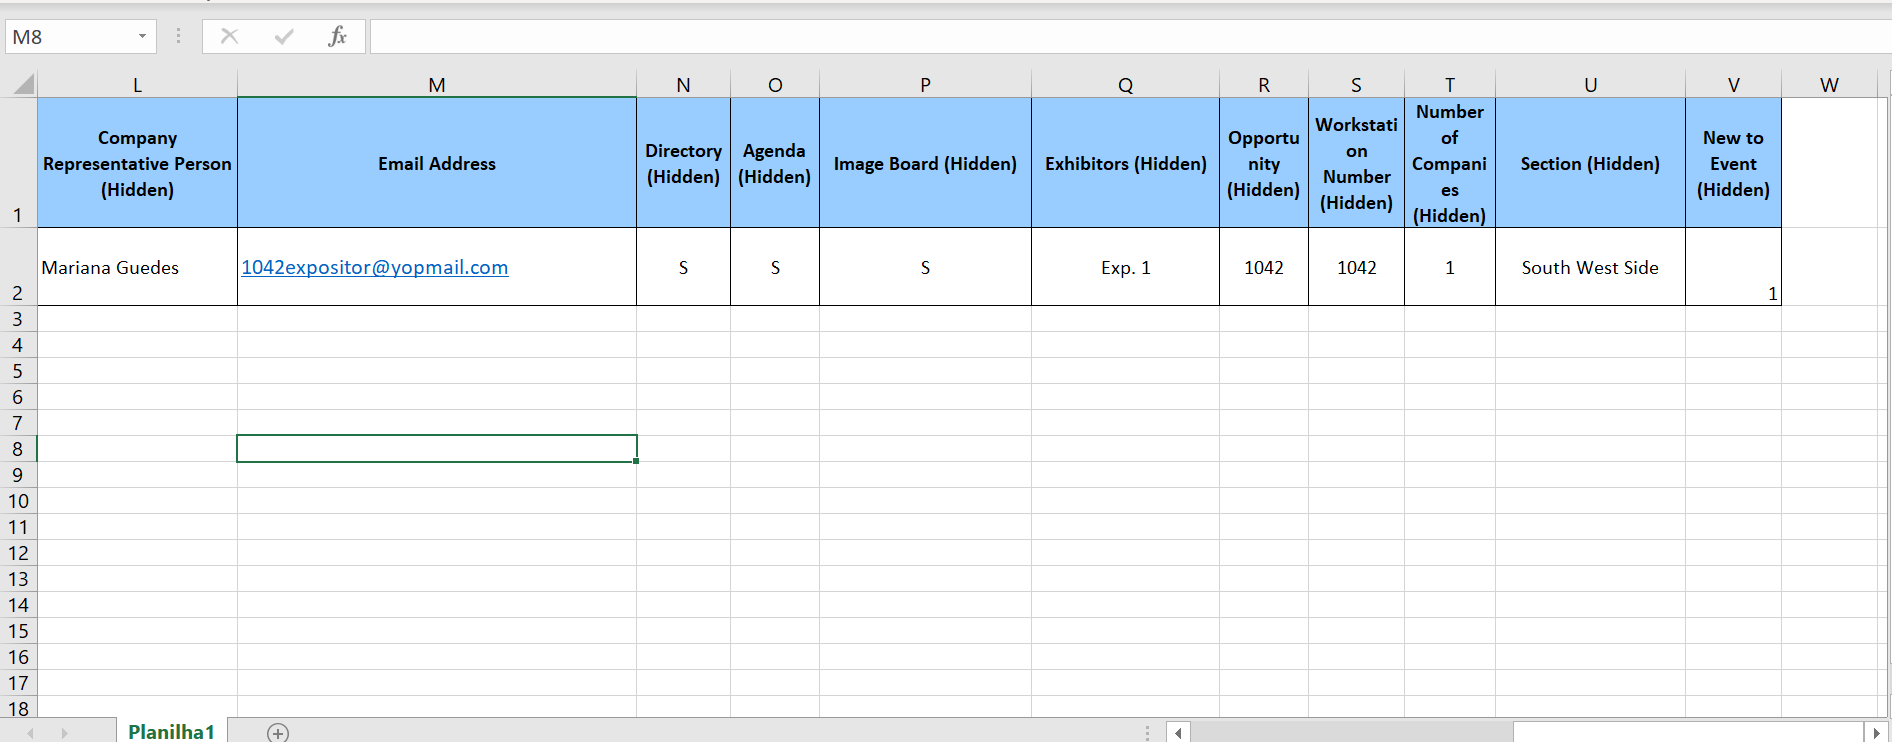 M8
fx
L M N O P Q R S T U V W
1
Company
Representative Person
(Hidden)
Email Address
Directory
(Hidden)
Agenda
(Hidden)
Image Board (Hidden)
Exhibitors (Hidden)
Opportu
nity
(Hidden)
Workstati
on
Number
(Hidden)
Number
of
Compani
es
(Hidden)
Section (Hidden)
New to
Event
(Hidden)
2
Mariana Guedes
1042expositor@yopmail.com
S
S
S
Exp. 1
1042
1042
1
South West Side
1
3
4
5
6
7
8
9
10
11
12
13
14
15
16
17
18
Planilha1